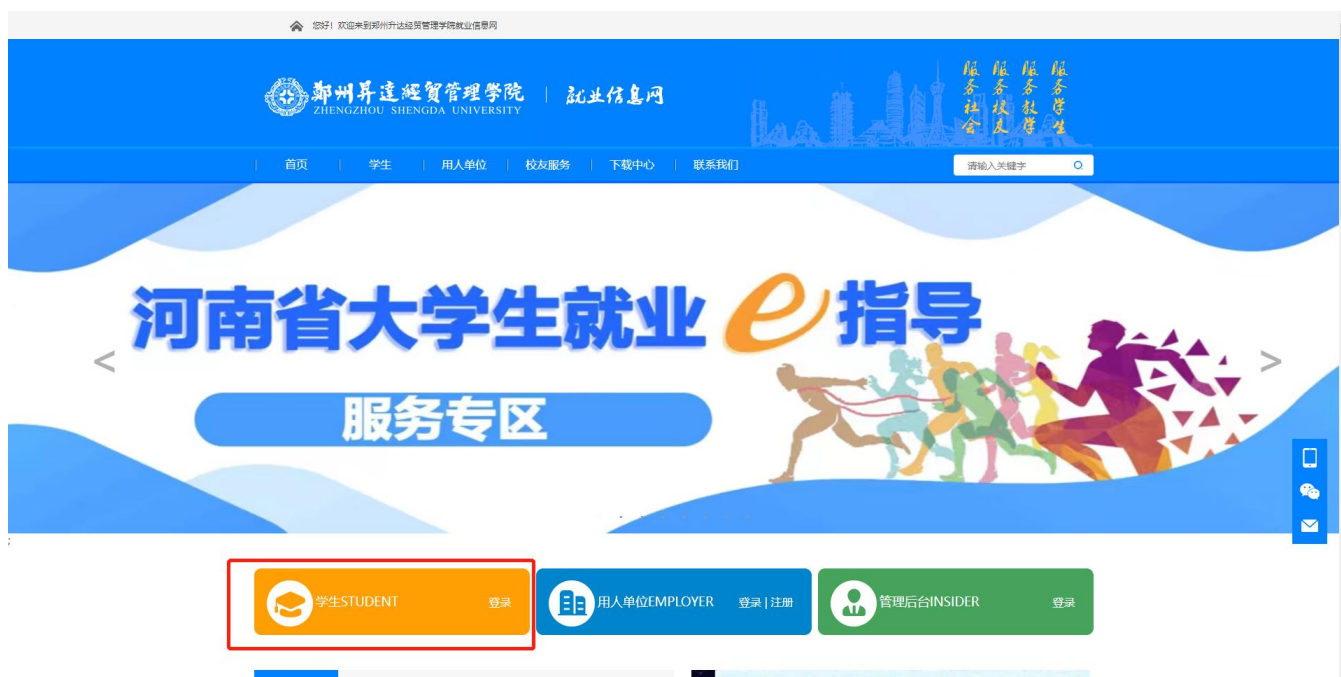 您好！欢迎来到郑州升达经贸管理学院就业信息网
郑州昇達經貿管理學院
ZHENGZHOU SHENGDA UNIVERSITY
就业信息网
服务社会
服务校友
服务教学
服务学生
首页 | 学生 | 用人单位 | 校友服务 | 下载中心 | 联系我们
请输入关键字
河南省大学生就业e指导
服务专区
<
>
学生STUDENT 登录
用人单位EMPLOYER 登录 | 注册
管理后台INSIDER 登录